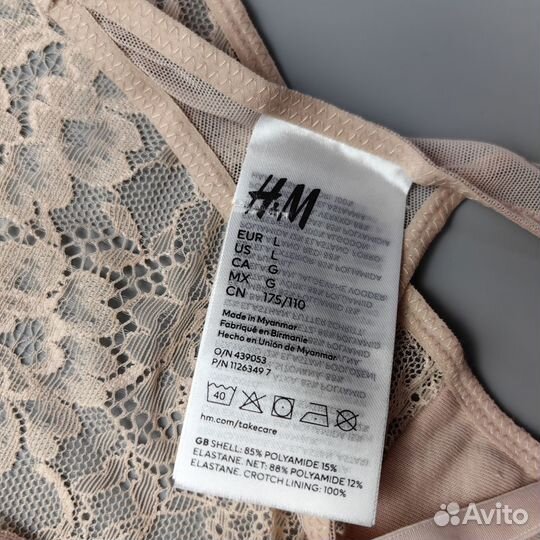 H&M
EUR L
US L
CA G
MX G
CN 175/110
Made in Myanmar
Fabriqué en Birmanie
Hecho en Unión de Myanmar
O/N 439053
P/N 1126349 7
40
hm.com/takecare
GB SHELL: 85% POLYAMIDE 15%
ELASTANE. NET: 88% POLYAMIDE 12%
ELASTANE. CROTCH LINING: 100%
Avito